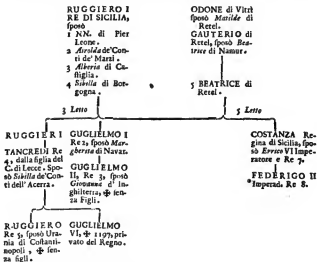 RUGGIERO I
RE DI SICILIA,
sposò
1 NN. di Pier
Leone.
2 Airolda de'Con-
ti de' Marsi.
3 Alberia di Ca-
stiglia.
4 Sibilla di Bor-
gogna.
ODONE di Vitrì
sposò Matilde di
Retel.
GAUTERIO di
Retel, sposò Bea-
trice di Namur.
5 BEATRICE di
Retel.
3 Letto
5 Letto
RUGGIERI
TANCREDI Re
4, dalla figlia del
C. di Lecce. Spo-
sò Sibilla de'Con-
ti dell' Acerra.
GUGLIELMO I
Re 2, sposò Mar-
gherita di Navar.
GUGLIELMO
II, Re 3, sposò
Giovanna d' In-
ghilterra, ✠ sen-
za Figli.
COSTANZA Re-
gina di Sicilia, spo-
sò Errico VI Impe-
ratore e Re 7.
FEDERIGO II
Imperad. Re 8.
RUGGIERO
Re 5, sposò Ura-
nia di Costanti-
nopoli, ✠ sen-
za figli.
GUGLIELMO
VI, ✠ 1197, pri-
vato del Regno.